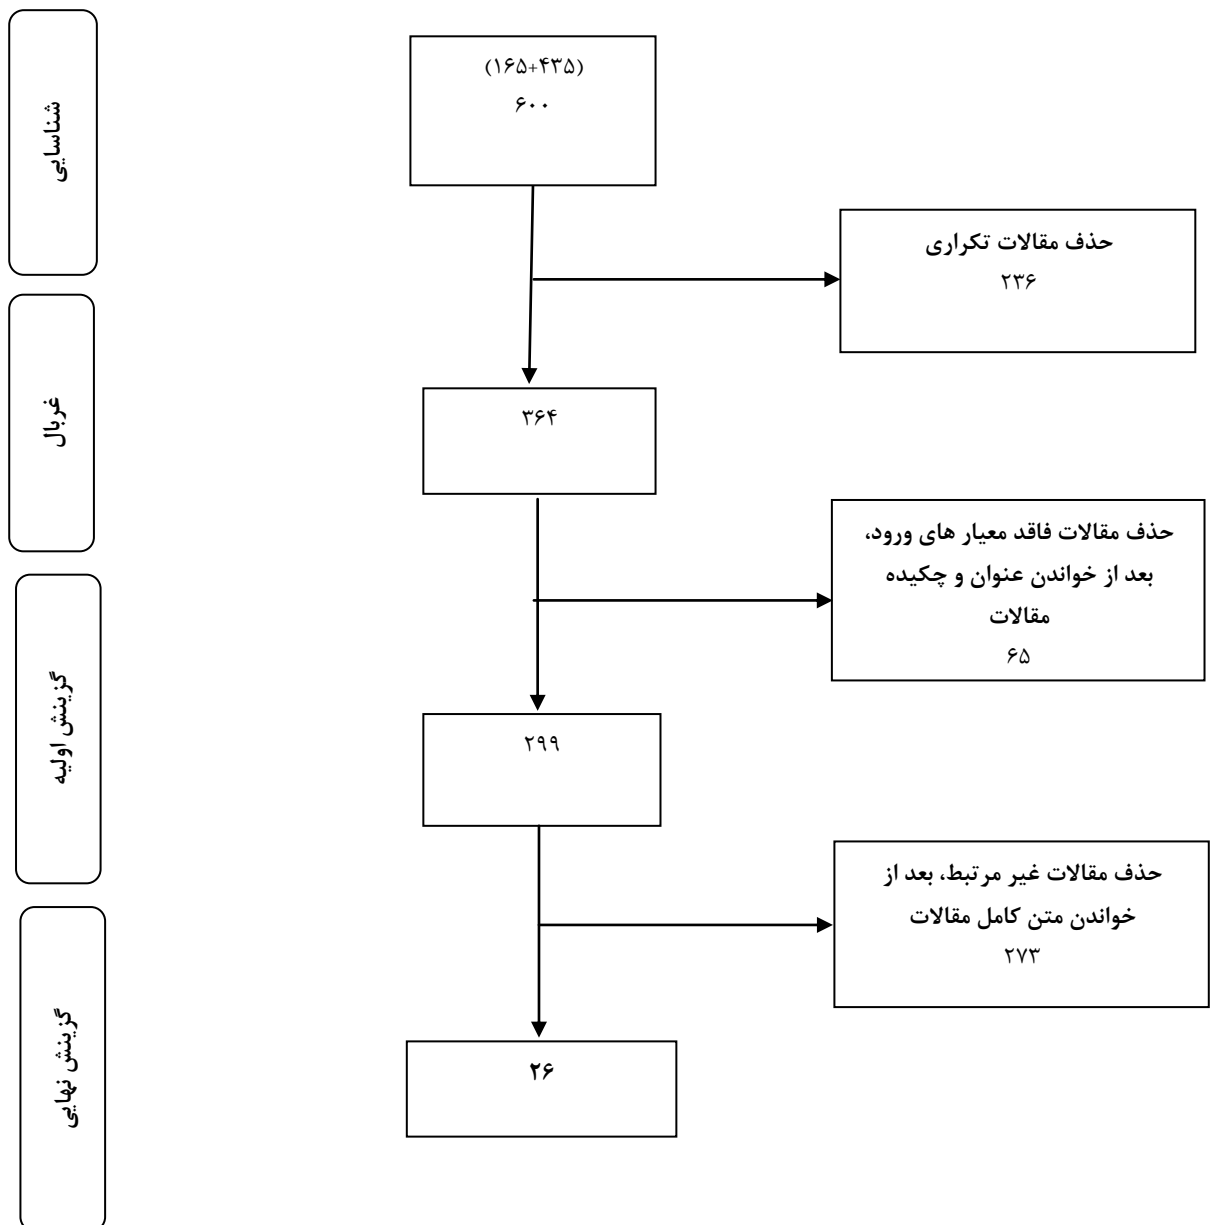 شناسایی
(۱۶۵+۴۳۵)
۶۰۰
حذف مقالات تکراری
۲۳۶
غربال
۳۶۴
حذف مقالات فاقد معیار های ورود،
بعد از خواندن عنوان و چکیده
مقالات
۶۵
گزینش اولیه
۲۹۹
حذف مقالات غیر مرتبط، بعد از
خواندن متن کامل مقالات
۲۷۳
گزینش نهایی
۲۶